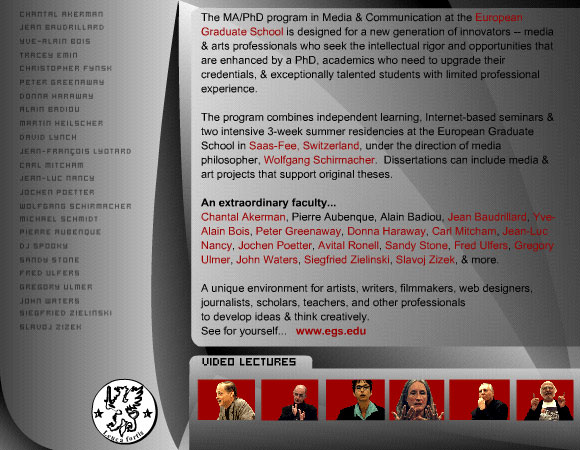 CHANTAL AKERMAN
JEAN BAUDRILLARD
YVE-ALAIN BOIS
TRACEY EMIN
CHRISTOPHER FYNSK
PETER GREENAWAY
DONNA HARAWAY
ALAIN BADIOU
MARTIN HEILSCHER
DAVID LYNCH
JEAN-FRANÇOIS LYOTARD
CARL MITCHAM
JEAN-LUC NANCY
JOCHEN POETTER
WOLFGANG SCHIRMACHER
MICHAEL SCHMIDT
PIERRE AUBENQUE
DJ SPOOKY
SANDY STONE
FRED ULFERS
GREGORY ULMER
JOHN WATERS
SIEGFRIED ZIELINSKI
SLAVOJ ZIZEK
The MA/PhD program in Media & Communication at the European
Graduate School is designed for a new generation of innovators -- media
& arts professionals who seek the intellectual rigor and opportunities that
are enhanced by a PhD, academics who need to upgrade their
credentials, & exceptionally talented students with limited professional
experience.
The program combines independent learning, Internet-based seminars &
two intensive 3-week summer residencies at the European Graduate
School in Saas-Fee, Switzerland, under the direction of media
philosopher, Wolfgang Schirmacher. Dissertations can include media &
art projects that support original theses.
An extraordinary faculty...
Chantal Akerman, Pierre Aubenque, Alain Badiou, Jean Baudrillard, Yve-
Alain Bois, Peter Greenaway, Donna Haraway, Carl Mitcham, Jean-Luc
Nancy, Jochen Poetter, Avital Ronell, Sandy Stone, Fred Ulfers, Gregory
Ulmer, John Waters, Siegfried Zielinski, Slavoj Zizek, & more.
A unique environment for artists, writers, filmmakers, web designers,
journalists, scholars, teachers, and other professionals
to develop ideas & think creatively.
See for yourself... www.egs.edu
VIDEO LECTURES
Leuca fortis